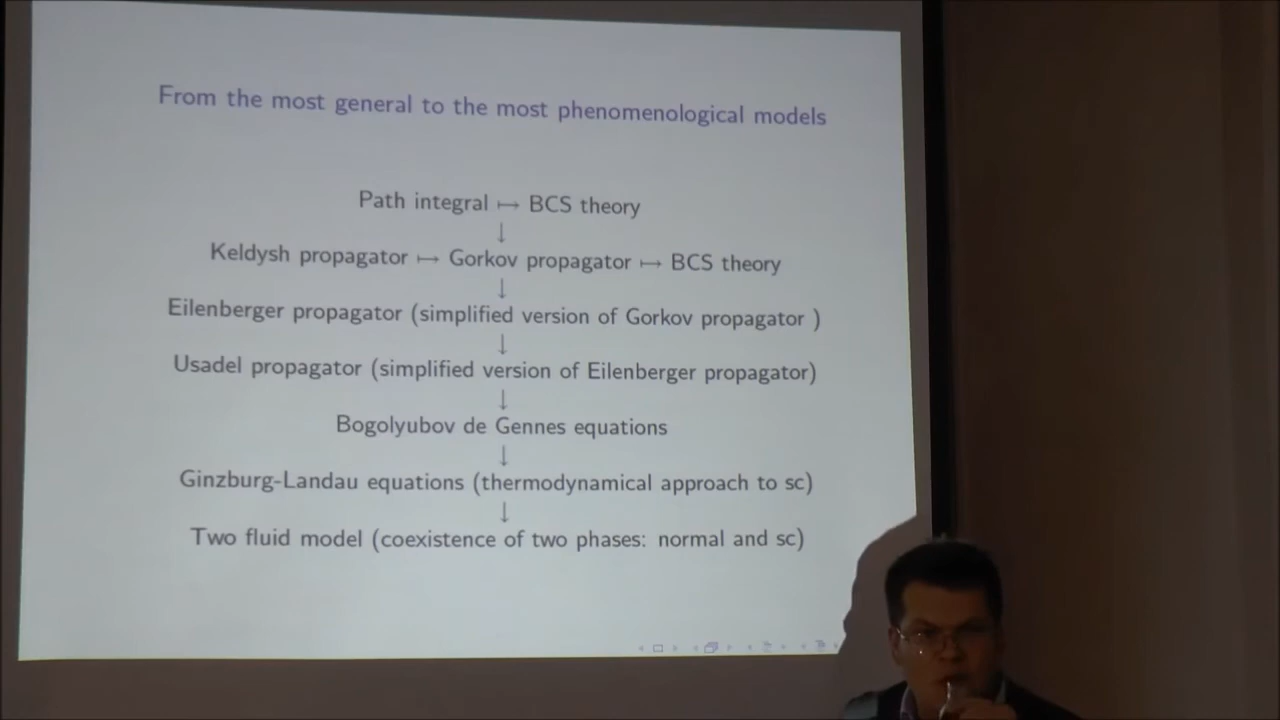 From the most general to the most phenomenological models
Path integral ↦ BCS theory
↓
Keldysh propagator ↦ Gorkov propagator ↦ BCS theory
↓
Eilenberger propagator (simplified version of Gorkov propagator )
↓
Usadel propagator (simplified version of Eilenberger propagator)
↓
Bogolyubov de Gennes equations
↓
Ginzburg-Landau equations (thermodynamical approach to sc)
↓
Two fluid model (coexistence of two phases: normal and sc)